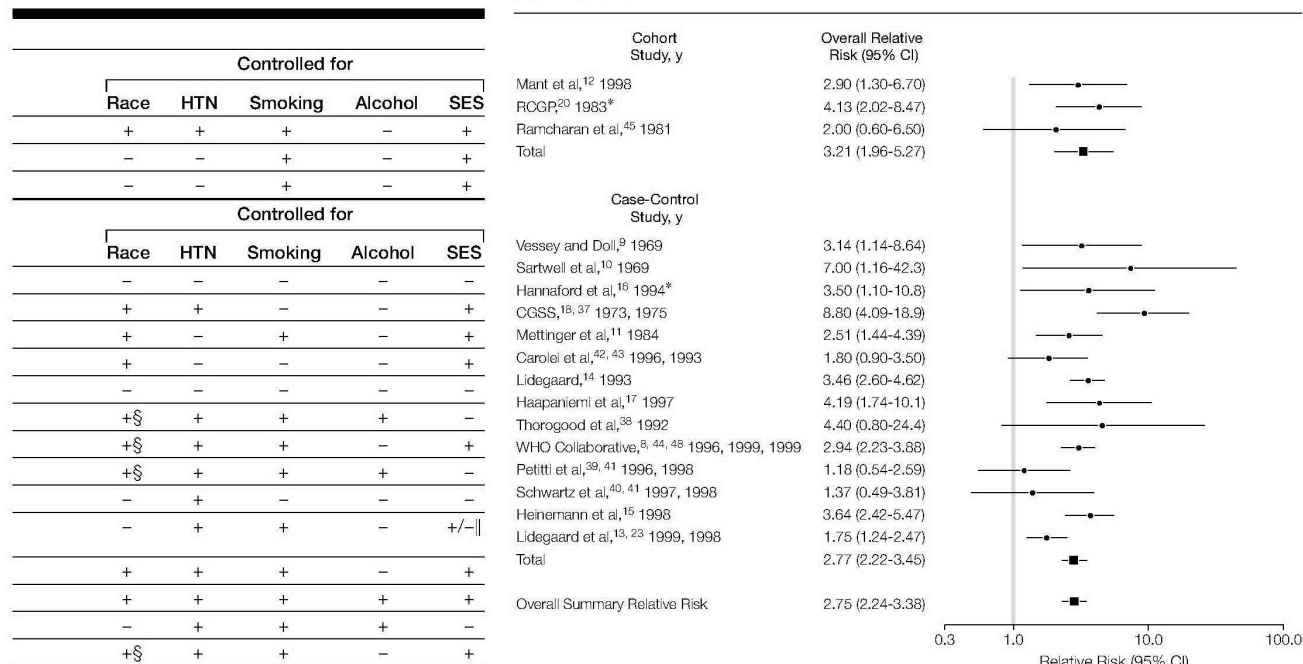 Controlled for
Race HTN Smoking Alcohol SES
+ + + − +
− − + − +
− − + − +
Controlled for
Race HTN Smoking Alcohol SES
− − − − −
+ + − − +
+ − + − +
+ − − − +
− − − − −
+§ + + + −
+§ + + − +
+§ + + + −
− + − − −
− + + − +/−||
+ + + − +
+ + + + +
− + + + −
+§ + + − +
Cohort Study, y
Overall Relative Risk (95% CI)
Mant et al,12 1998 2.90 (1.30-6.70)
RCGP,20 1983* 4.13 (2.02-8.47)
Ramcharan et al,45 1981 2.00 (0.60-6.50)
Total 3.21 (1.96-5.27)
Case-Control
Study, y
Vessey and Doll,9 1969 3.14 (1.14-8.64)
Sartwell et al,10 1969 7.00 (1.16-42.3)
Hannaford et al,16 1994* 3.50 (1.10-10.8)
CGSS,18, 37 1973, 1975 8.80 (4.09-18.9)
Mettinger et al,11 1984 2.51 (1.44-4.39)
Carolei et al,42, 43 1996, 1993 1.80 (0.90-3.50)
Lidegaard,14 1993 3.46 (2.60-4.62)
Haapaniemi et al,17 1997 4.19 (1.74-10.1)
Thorogood et al,38 1992 4.40 (0.80-24.4)
WHO Collaborative,8, 44, 48 1996, 1999, 1999 2.94 (2.23-3.88)
Petitti et al,39, 41 1996, 1998 1.18 (0.54-2.59)
Schwartz et al,40, 41 1997, 1998 1.37 (0.49-3.81)
Heinemann et al,15 1998 3.64 (2.42-5.47)
Lidegaard et al,13, 23 1999, 1998 1.75 (1.24-2.47)
Total 2.77 (2.22-3.45)
Overall Summary Relative Risk 2.75 (2.24-3.38)
0.3 1.0 10.0 100.0
Relative Risk (95% CI)